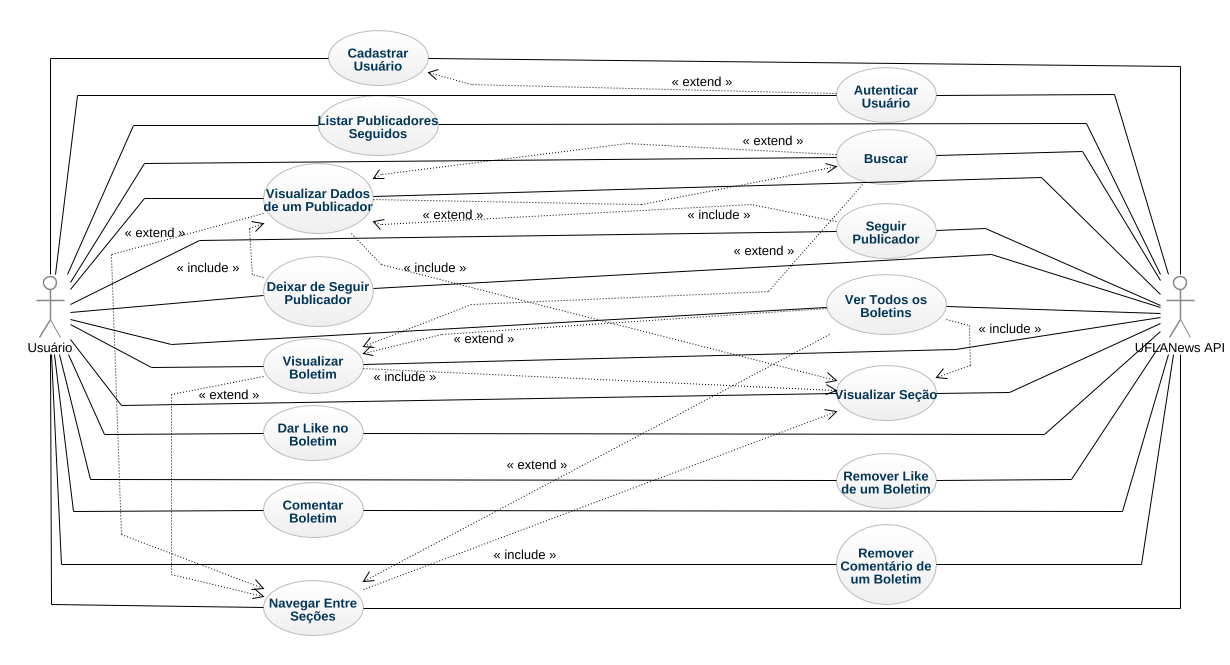 Cadastrar
Usuário
« extend »
Autenticar
Usuário
Listar Publicadores
Seguidos
« extend »
Buscar
Visualizar Dados
de um Publicador
« extend »
« include »
« extend »
Seguir
Publicador
« extend »
« include »
« include »
Deixar de Seguir
Publicador
Ver Todos os
Boletins
« include »
« extend »
Usuário
UFLANews API
Visualizar
Boletim
« include »
« extend »
Visualizar Seção
Dar Like no
Boletim
« extend »
Remover Like
de um Boletim
Comentar
Boletim
« include »
Remover
Comentário de
um Boletim
Navegar Entre
Seções